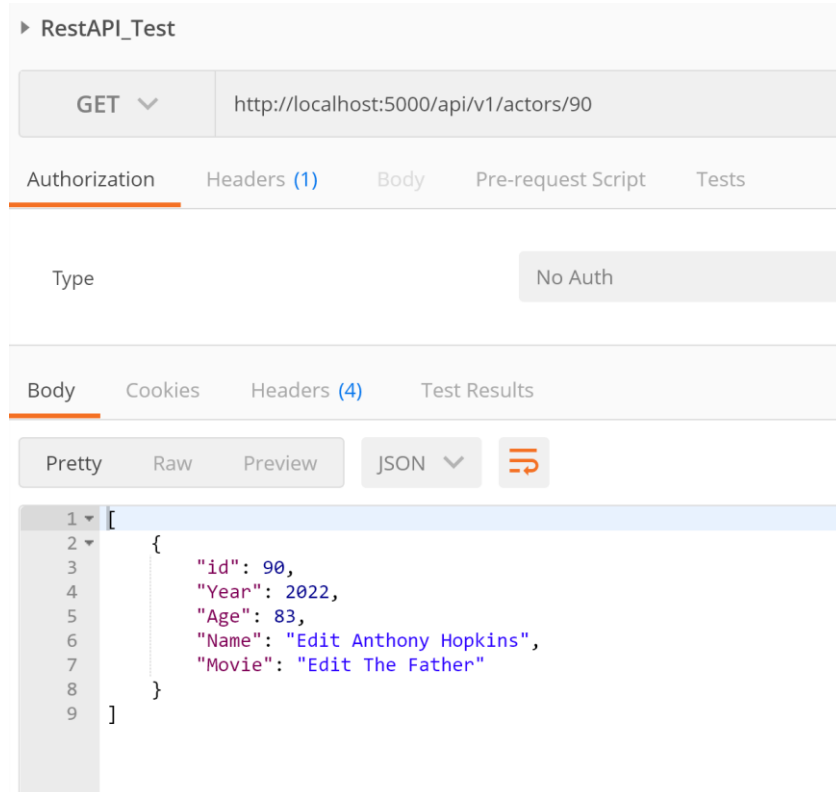 RestAPI_Test
GET http://localhost:5000/api/v1/actors/90
Authorization Headers (1) Body Pre-request Script Tests
Type No Auth
Body Cookies Headers (4) Test Results
Pretty Raw Preview JSON
1 [
2 {
3 "id": 90,
4 "Year": 2022,
5 "Age": 83,
6 "Name": "Edit Anthony Hopkins",
7 "Movie": "Edit The Father"
8 }
9 ]